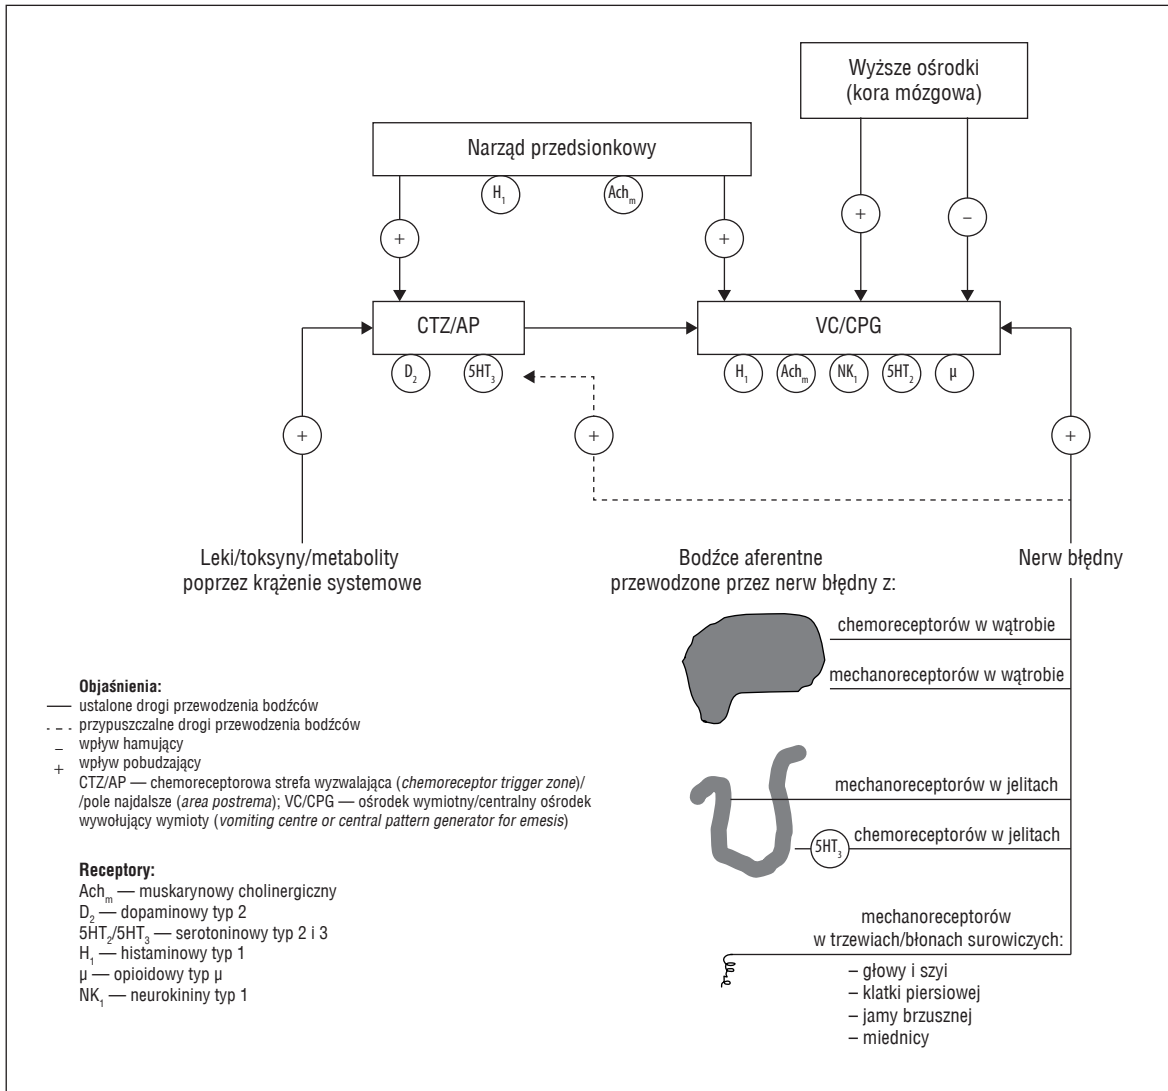 Wyższe ośrodki
(kora mózgowa)
Narząd przedsionkowy
H₁
Achₘ
+
+
+
–
CTZ/AP
VC/CPG
D₂
5HT₃
H₁
Achₘ
NK₁
5HT₂
µ
+
+
+
Leki/toksyny/metabolity
poprzez krążenie systemowe
Bodźce aferentne
przewodzone przez nerw błędny z:
Nerw błędny
chemoreceptorów w wątrobie
mechanoreceptorów w wątrobie
mechanoreceptorów w jelitach
5HT₃
chemoreceptorów w jelitach
mechanoreceptorów
w trzewiach/błonach surowiczych:
– głowy i szyi
– klatki piersiowej
– jamy brzusznej
– miednicy
Objaśnienia:
ustalone drogi przewodzenia bodźców
przypuszczalne drogi przewodzenia bodźców
– wpływ hamujący
+ wpływ pobudzający
CTZ/AP — chemoreceptorowa strefa wyzwalająca (chemoreceptor trigger zone)/
/pole najdalsze (area postrema); VC/CPG — ośrodek wymiotny/centralny ośrodek
wywołujący wymioty (vomiting centre or central pattern generator for emesis)
Receptory:
Achₘ — muskarynowy cholinergiczny
D₂ — dopaminowy typ 2
5HT₂/5HT₃ — serotoninowy typ 2 i 3
H₁ — histaminowy typ 1
µ — opioidowy typ µ
NK₁ — neurokininy typ 1